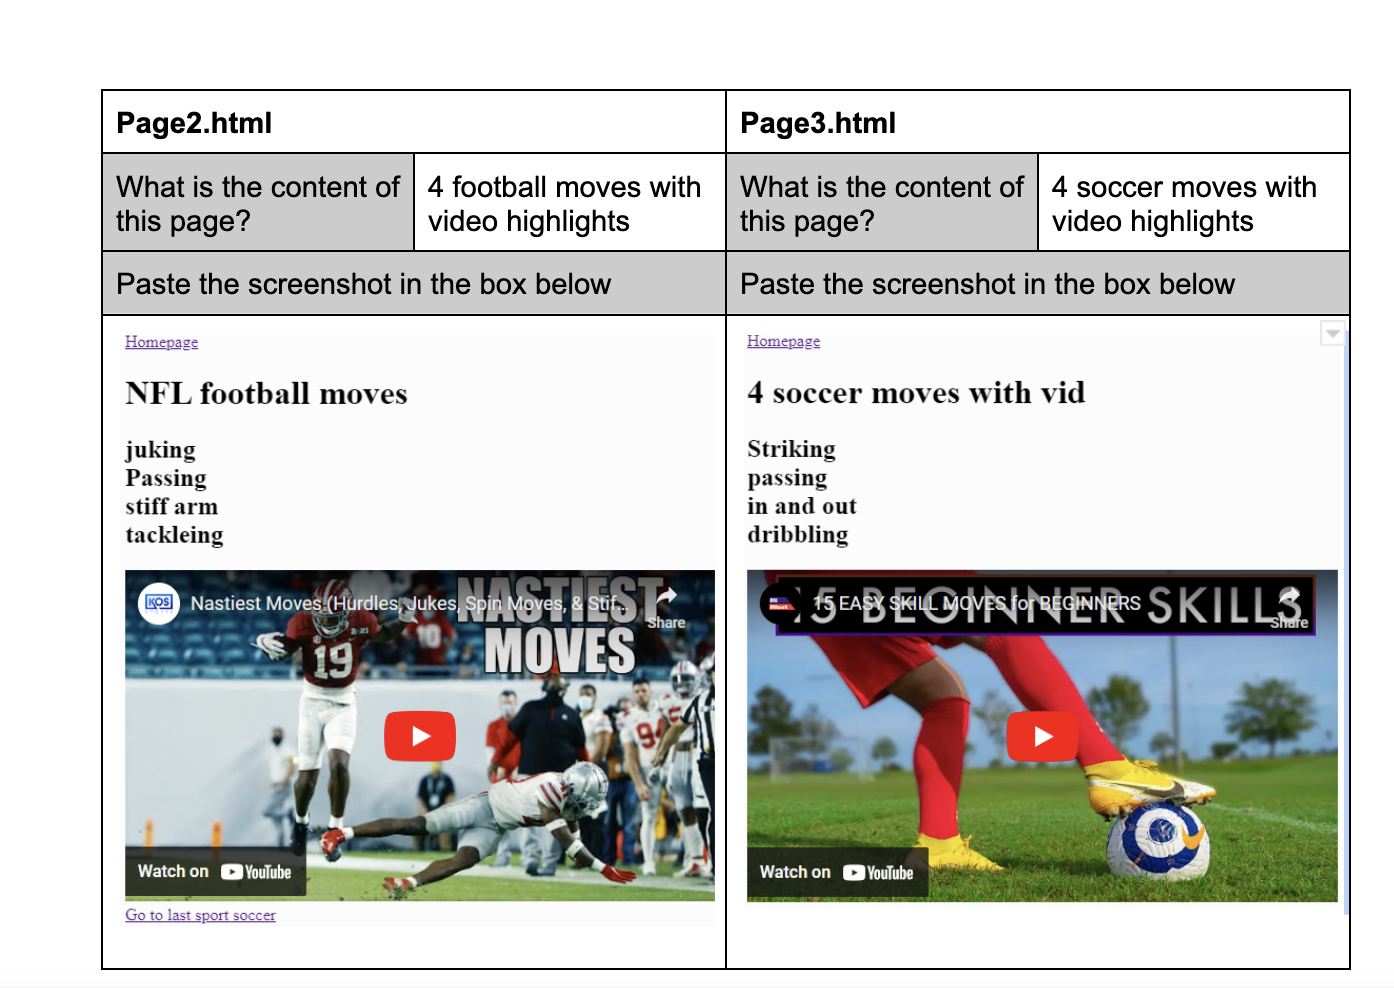 Page2.html
What is the content of this page?
4 football moves with video highlights
Paste the screenshot in the box below
Homepage
NFL football moves
juking
Passing
stiff arm
tackleing
KOS
Nastiest Moves (Hurdles, Jukes, Spin Moves, & Stif...
NASTIEST
MOVES
Share
19
10
Watch on YouTube
Go to last sport soccer
Page3.html
What is the content of this page?
4 soccer moves with video highlights
Paste the screenshot in the box below
Homepage
4 soccer moves with vid
Striking
passing
in and out
dribbling
15 EASY SKILL MOVES for BEGINNERS
15 BEGINNER SKILLS
Share
Watch on YouTube